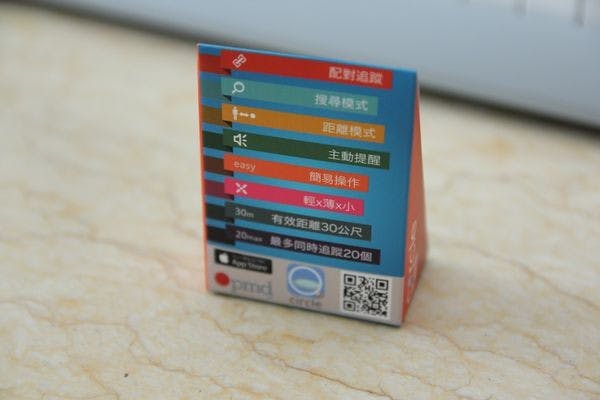 配對追蹤
搜尋模式
距離模式
主動提醒
easy 簡易操作
輕x薄x小
30m 有效距離30公尺
20max 最多同時追蹤20個
App Store
pmd
circle